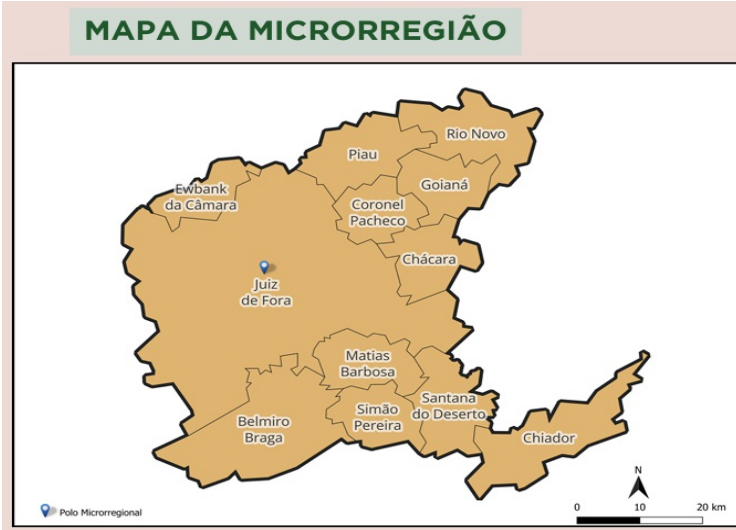 MAPA DA MICRORREGIÃO
Rio Novo
Piau
Goianá
Ewbank
da Câmara
Coronel
Pacheco
Chácara
Juiz
de Fora
Matias
Barbosa
Santana
do Deserto
Simão
Pereira
Belmiro
Braga
Chiador
N
0 10 20 km
Polo Microrregional